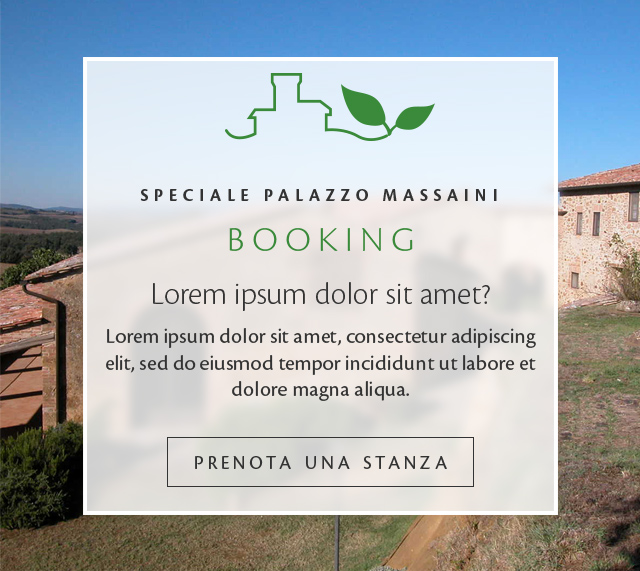 SPECIALE PALAZZO MASSAINI
BOOKING
Lorem ipsum dolor sit amet?
Lorem ipsum dolor sit amet, consectetur adipiscing
elit, sed do eiusmod tempor incididunt ut labore et
dolore magna aliqua.
PRENOTA UNA STANZA